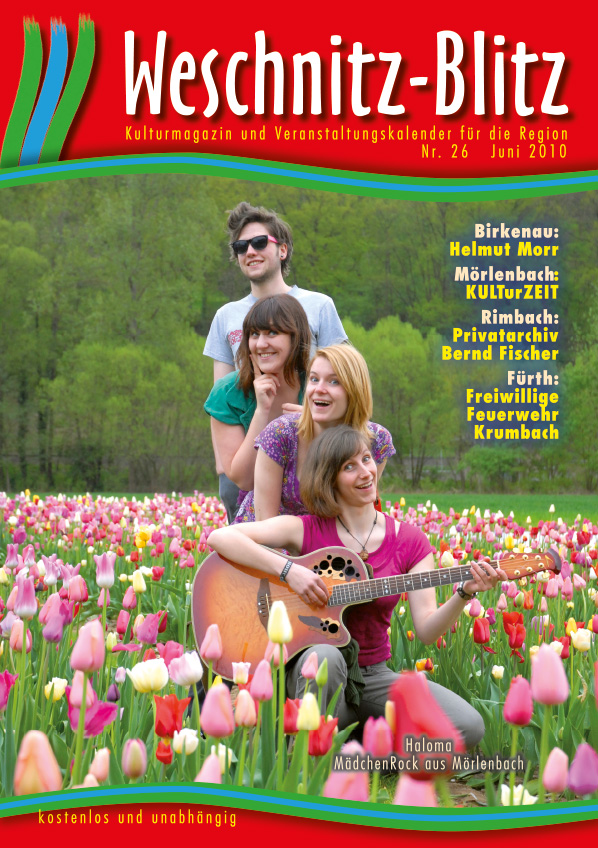 Weschnitz-Blitz
Kulturmagazin und Veranstaltungskalender für die Region
Nr. 26 Juni 2010
Birkenau:
Helmut Morr
Mörlenbach:
KULTurZEIT
Rimbach:
Privatarchiv
Bernd Fischer
Fürth:
Freiwillige
Feuerwehr
Krumbach
Haloma
MädchenRock aus Mörlenbach
kostenlos und unabhängig